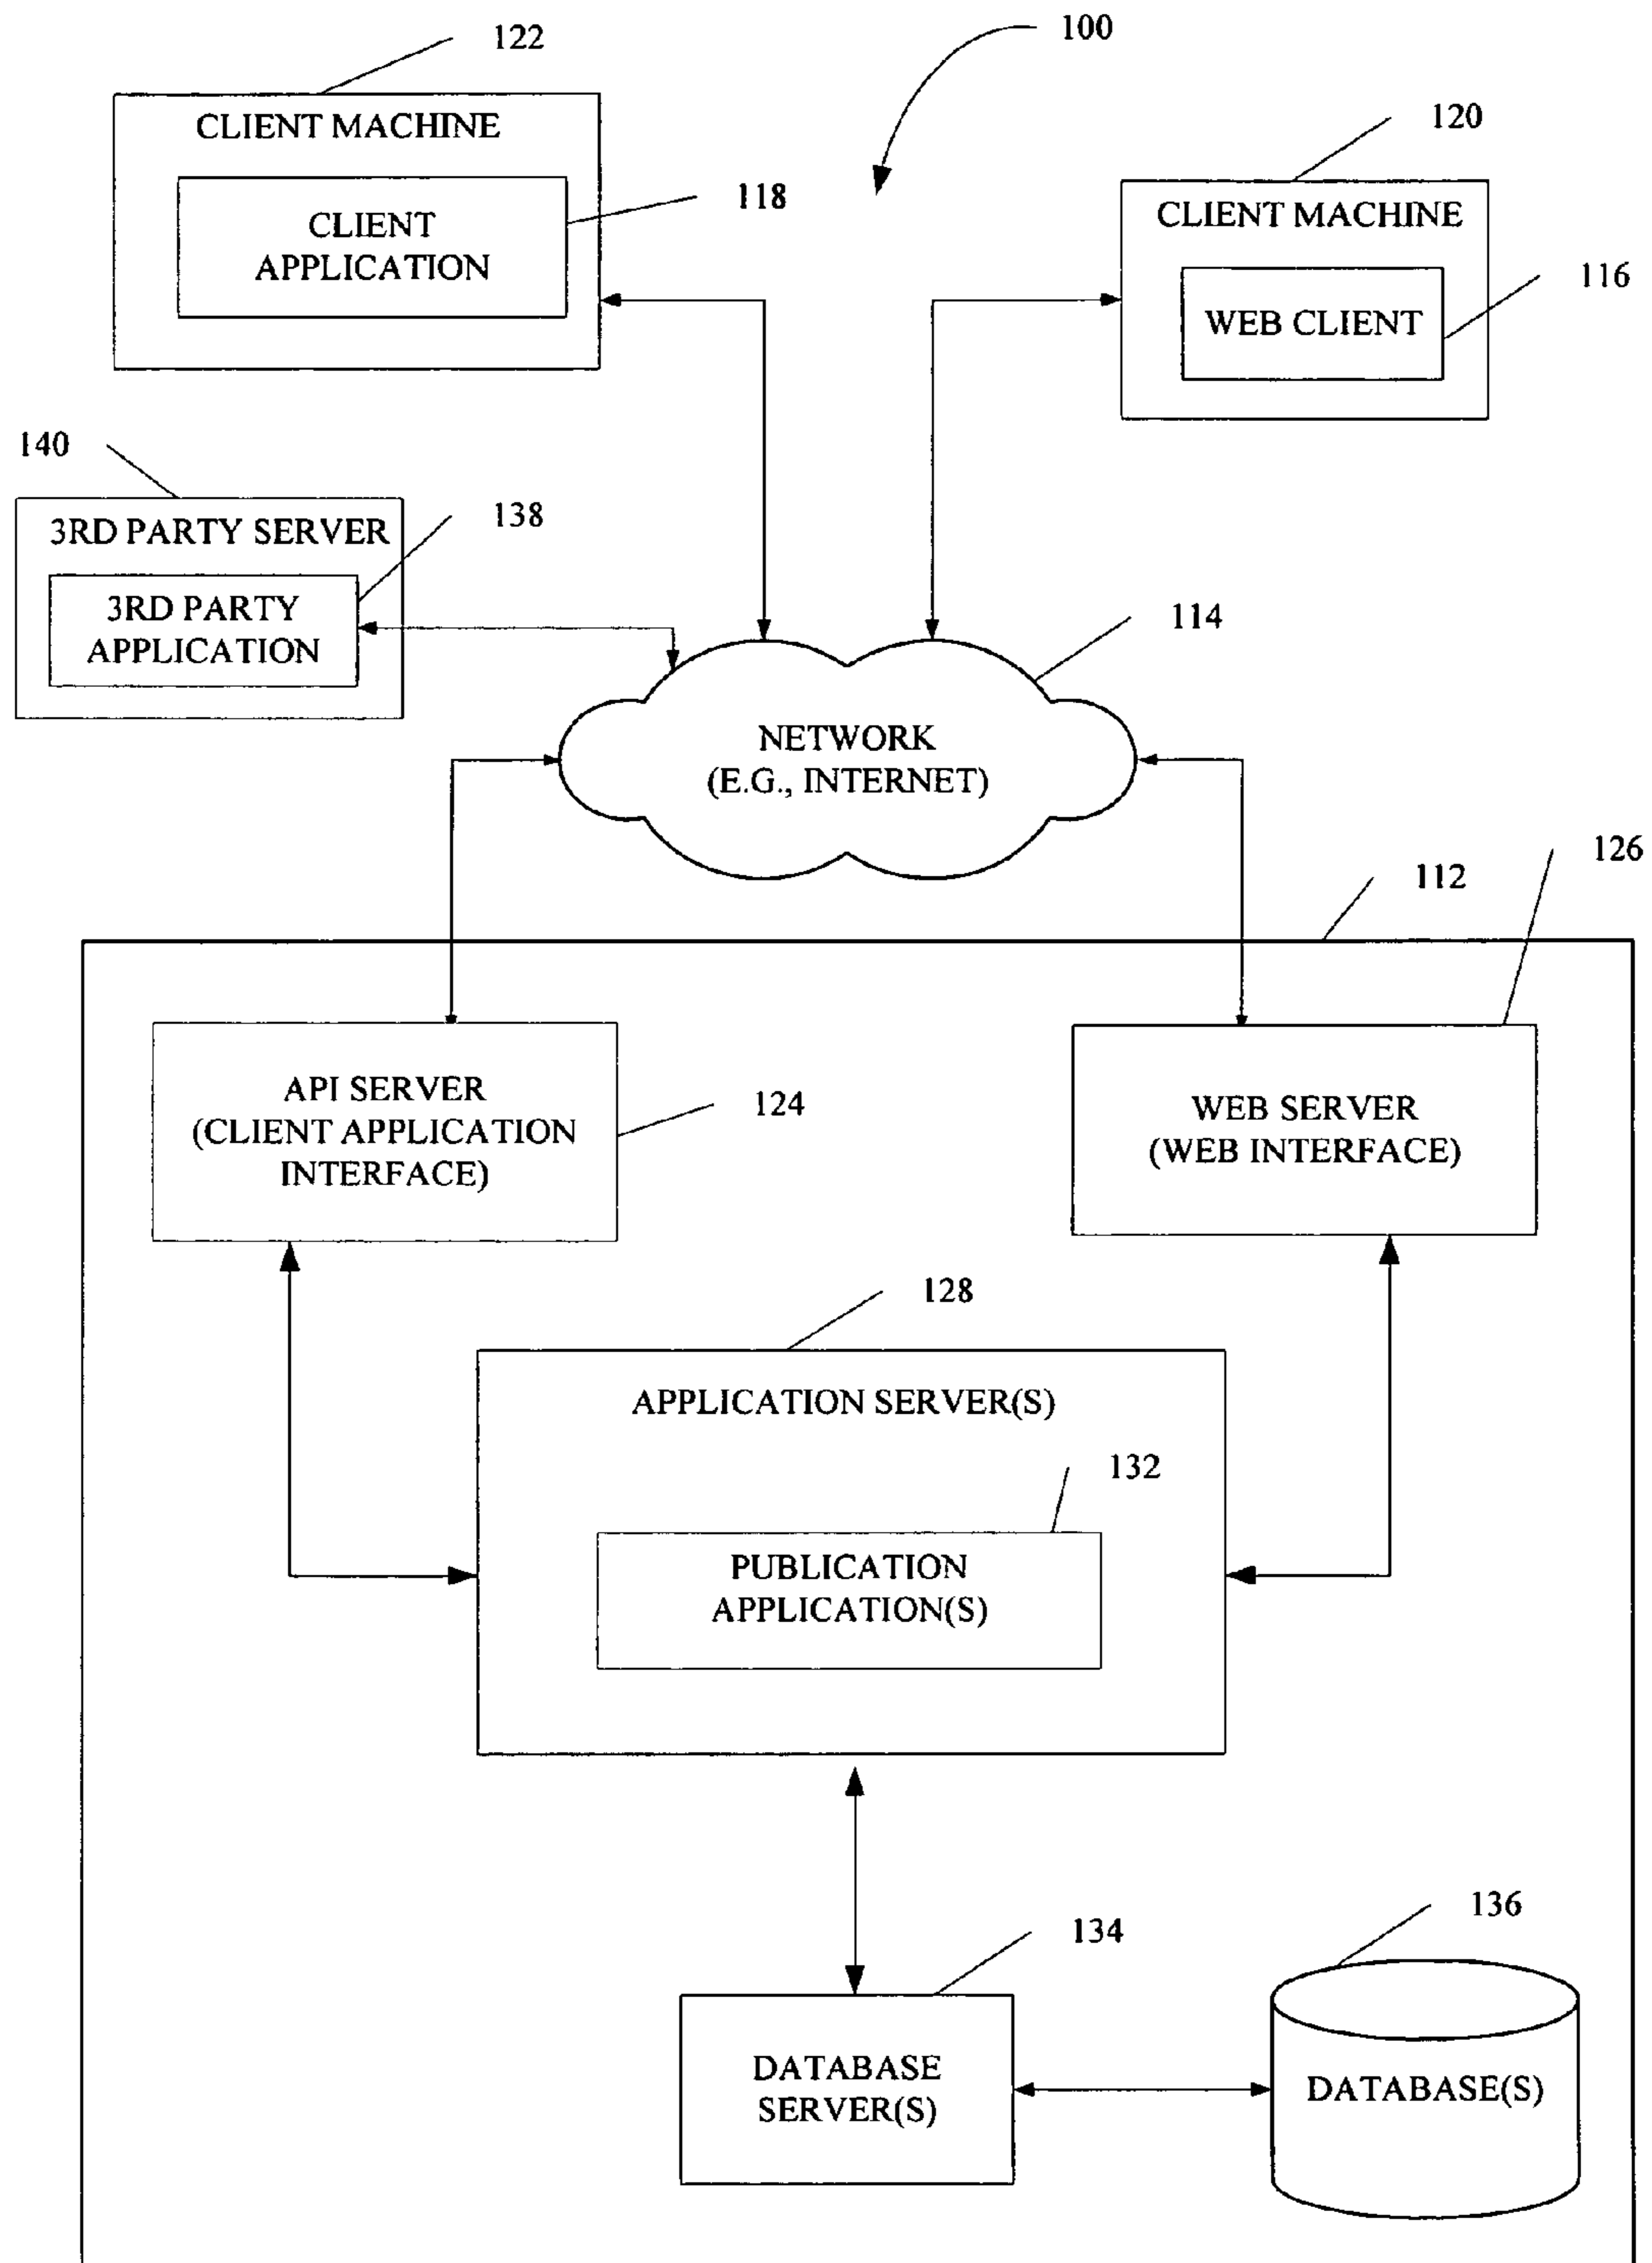 100
122
CLIENT MACHINE
118
CLIENT
APPLICATION
120
CLIENT MACHINE
116
WEB CLIENT
140
3RD PARTY SERVER
138
3RD PARTY
APPLICATION
114
NETWORK
(E.G., INTERNET)
126
112
API SERVER
(CLIENT APPLICATION
INTERFACE)
124
WEB SERVER
(WEB INTERFACE)
128
APPLICATION SERVER(S)
132
PUBLICATION
APPLICATION(S)
134
DATABASE
SERVER(S)
136
DATABASE(S)